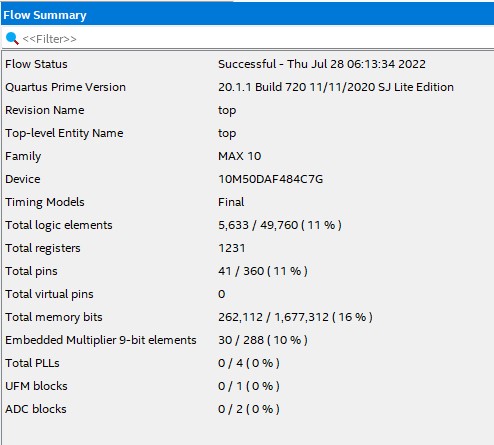 Flow Summary
<<Filter>>
Flow Status Successful - Thu Jul 28 06:13:34 2022
Quartus Prime Version 20.1.1 Build 720 11/11/2020 SJ Lite Edition
Revision Name top
Top-level Entity Name top
Family MAX 10
Device 10M50DAF484C7G
Timing Models Final
Total logic elements 5,633 / 49,760 ( 11 % )
Total registers 1231
Total pins 41 / 360 ( 11 % )
Total virtual pins 0
Total memory bits 262,112 / 1,677,312 ( 16 % )
Embedded Multiplier 9-bit elements 30 / 288 ( 10 % )
Total PLLs 0 / 4 ( 0 % )
UFM blocks 0 / 1 ( 0 % )
ADC blocks 0 / 2 ( 0 % )